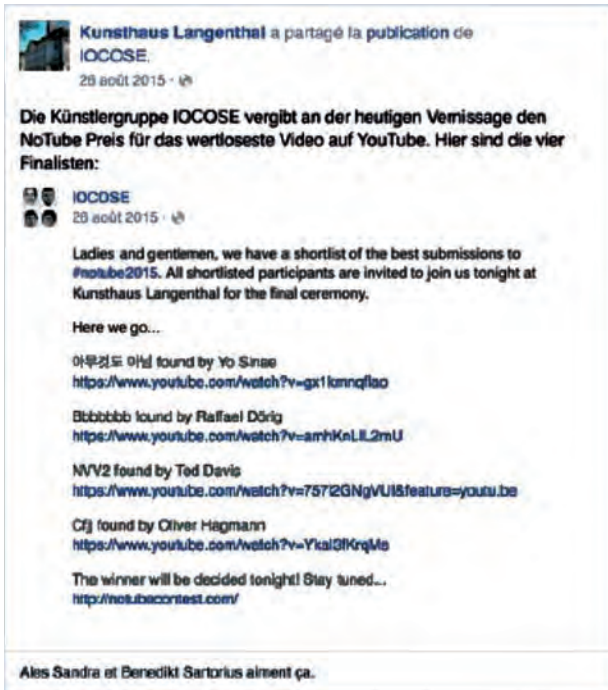 Kunsthaus Langenthal a partagé la publication de
IOCOSE.
26 août 2015 ·
Die Künstlergruppe IOCOSE vergibt an der heutigen Vernissage den
NoTube Preis für das wertloseste Video auf YouTube. Hier sind die vier
Finalisten:
IOCOSE
26 août 2015 ·
Ladies and gentlemen, we have a shortlist of the best submissions to
#notube2015. All shortlisted participants are invited to join us tonight at
Kunsthaus Langenthal for the final ceremony.
Here we go...
아무것도 아님 found by Yo Sinae
Bbbbbbb found by Raffael Dörig
NVV2 found by Ted Davis
Cfjj found by Oliver Hagmann
The winner will be decided tonight! Stay tuned...
http://notubecontest.com/
Ales Sandra et Benedikt Sartorius aiment ça.